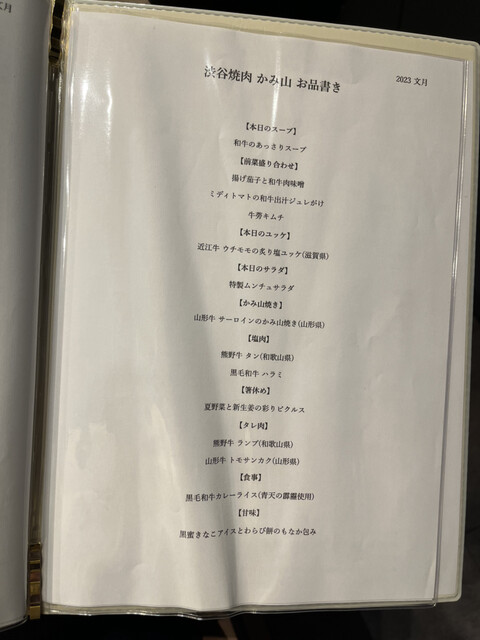 文月
渋谷焼肉 かみ山 お品書き
2023 文月
【本日のスープ】
和牛のあっさりスープ
【前菜盛り合わせ】
揚げ茄子と和牛肉味噌
ミディトマトの和牛出汁ジュレがけ
牛蒡キムチ
【本日のユッケ】
近江牛 ウチモモの炙り塩ユッケ(滋賀県)
【本日のサラダ】
特製ムンチュサラダ
【かみ山焼き】
山形牛 サーロインのかみ山焼き(山形県)
【塩肉】
熊野牛 タン(和歌山県)
黒毛和牛 ハラミ
【箸休め】
夏野菜と新生姜の彩りピクルス
【タレ肉】
熊野牛 ランプ(和歌山県)
山形牛 トモサンカク(山形県)
【食事】
黒毛和牛カレーライス(青天の霹靂使用)
【甘味】
黒蜜きなこアイスとわらび餅のもなか包み